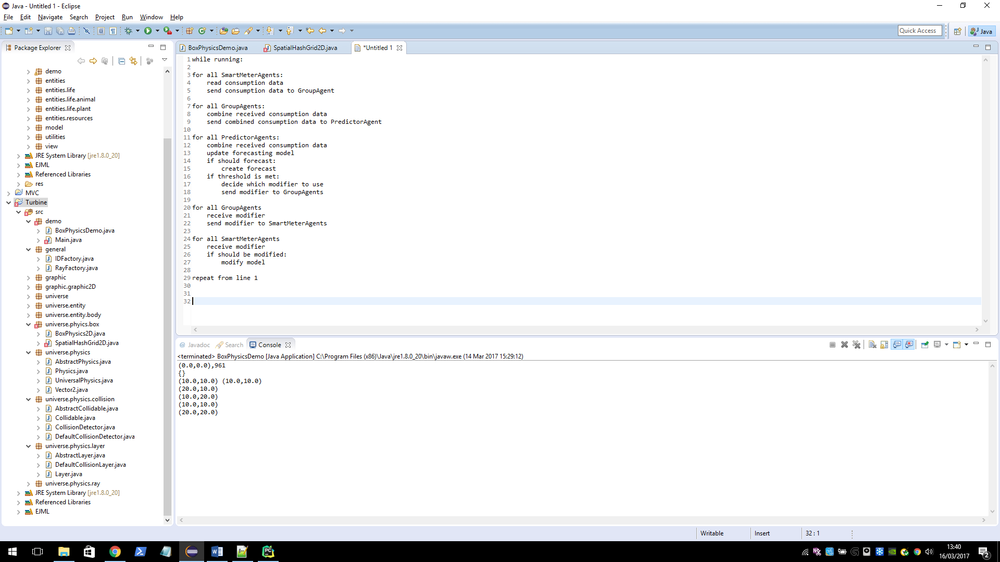 Java - Untitled 1 - Eclipse
File Edit Navigate Search Project Run Window Help
Quick Access
Java
Package Explorer
demo
entities
entities.life
entities.life.animal
entities.life.plant
entities.resources
model
utilities
view
JRE System Library [jre1.8.0_20]
EJML
Referenced Libraries
res
MVC
Turbine
src
demo
BoxPhysicsDemo.java
Main.java
general
IDFactory.java
RayFactory.java
graphic
graphic.graphic2D
universe
universe.entity
universe.entity.body
universe.phyics.box
BoxPhysics2D.java
SpatialHashGrid2D.java
universe.physics
AbstractPhysics.java
Physics.java
UniversalPhysics.java
Vector2.java
universe.physics.collision
AbstractCollidable.java
Collidable.java
CollisionDetector.java
DefaultCollisionDetector.java
universe.physics.layer
AbstractLayer.java
DefaultCollisionLayer.java
Layer.java
universe.physics.ray
JRE System Library [jre1.8.0_20]
Referenced Libraries
EJML
BoxPhysicsDemo.java SpatialHashGrid2D.java *Untitled 1
1 while running:
2
3 for all SmartMeterAgents:
4 read consumption data
5 send consumption data to GroupAgent
6
7 for all GroupAgents:
8 combine received consumption data
9 send combined consumption data to PredictorAgent
10
11 for all PredictorAgents:
12 combine received consumption data
13 update forecasting model
14 if should forecast:
15 create forecast
16 if threshold is met:
17 decide which modifier to use
18 send modifier to GroupAgents
19
20 for all GroupAgents
21 receive modifier
22 send modifier to SmartMeterAgents
23
24 for all SmartMeterAgents
25 receive modifier
26 if should be modified:
27 modify model
28
29 repeat from line 1
30
31
32
@ Javadoc Search Console
<terminated> BoxPhysicsDemo [Java Application] C:\Program Files (x86)\Java\jre1.8.0_20\bin\javaw.exe (14 Mar 2017 15:29:12)
(0.0,0.0),961
{}
(10.0,10.0) (10.0,10.0)
(20.0,10.0)
(10.0,20.0)
(10.0,10.0)
(20.0,20.0)
Writable Insert 32 : 1
13:40
16/03/2017
2